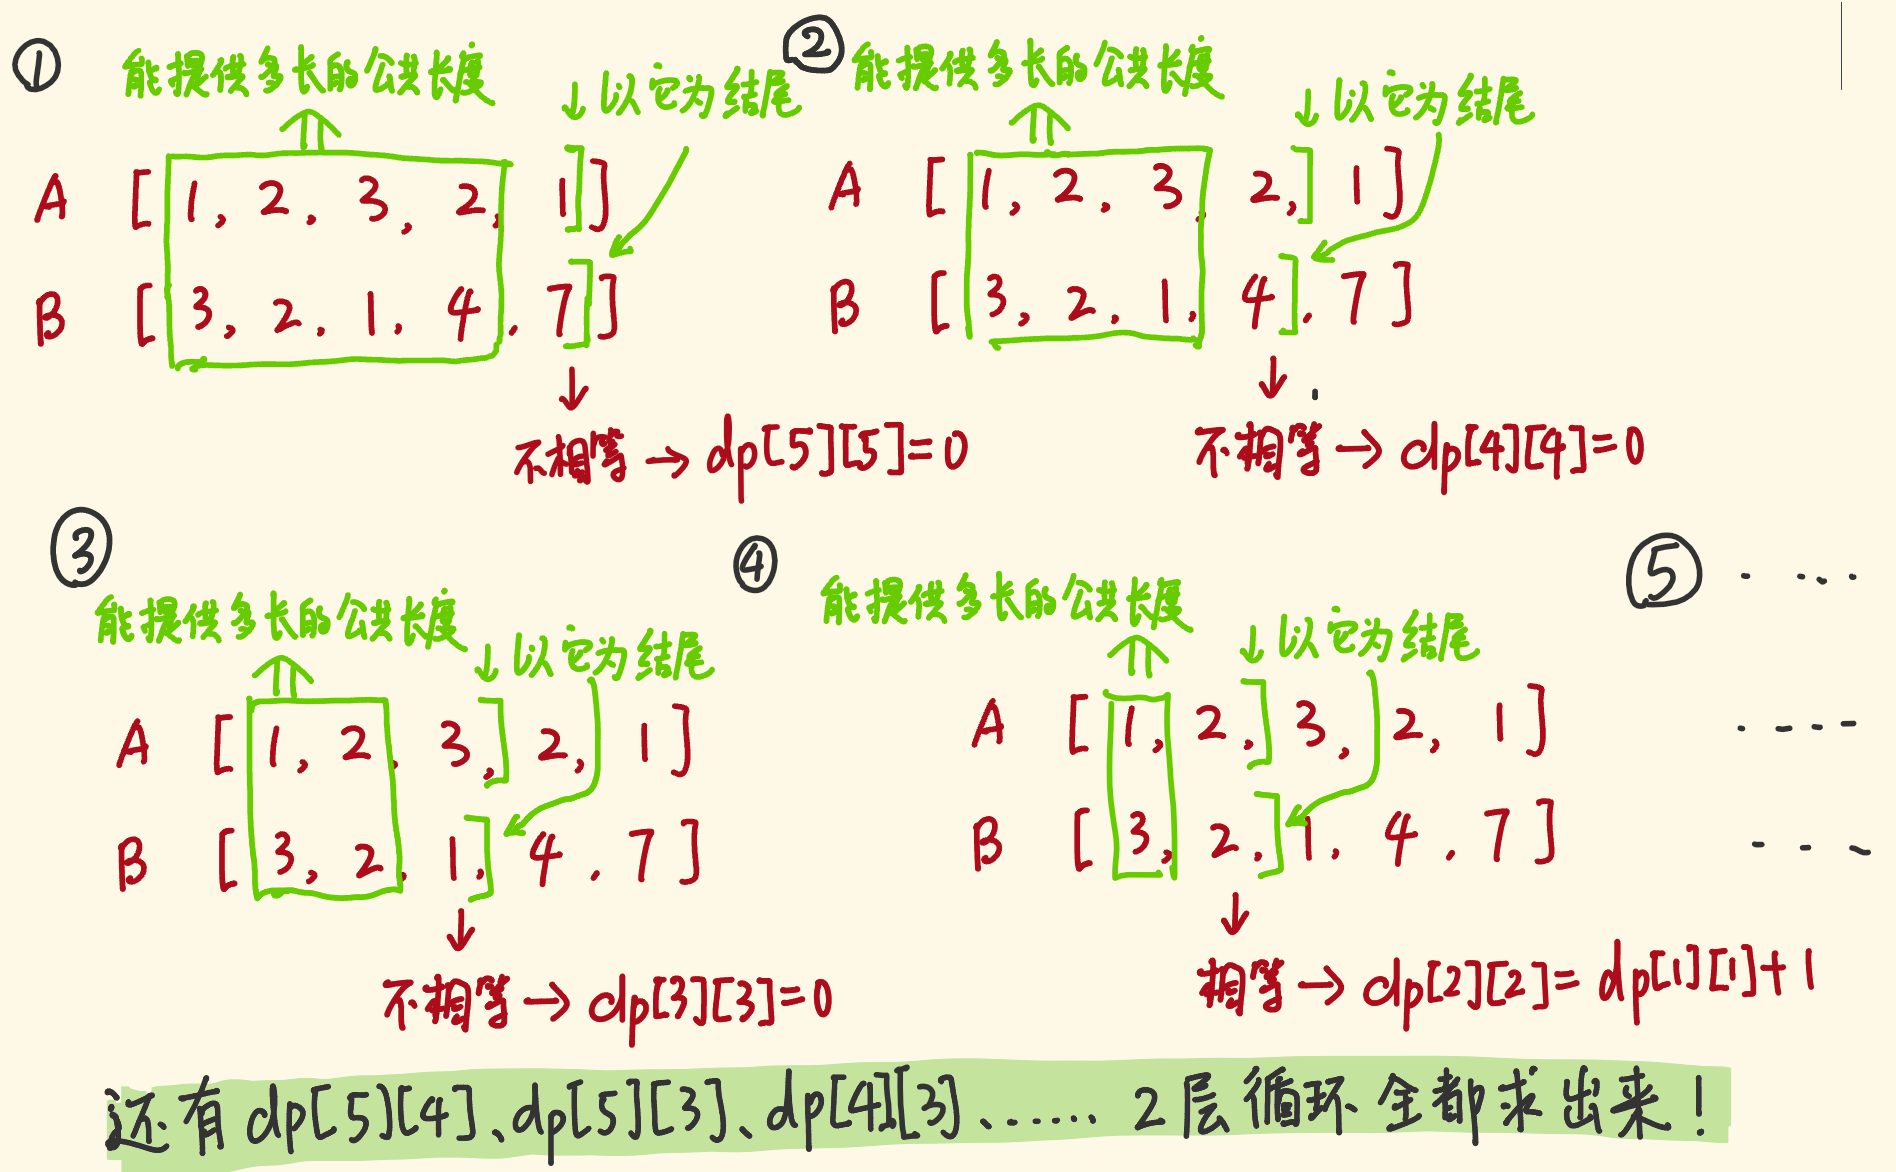 ①
能提供多长的公共长度
↓以它为结尾
A [1, 2, 3, 2, 1]]
B [3, 2, 1, 4, 7]]
↓
不相等→dp[5][5]=0
②
能提供多长的公共长度
↓以它为结尾
A [1, 2, 3, 2,] 1]
B [3, 2, 1, 4], 7]
↓
不相等→dp[4][4]=0
③
能提供多长的公共长度
↓以它为结尾
A [1, 2, 3,] 2, 1]
B [3, 2, 1,] 4, 7]
↓
不相等→dp[3][3]=0
④
能提供多长的公共长度
↓以它为结尾
A [1, 2,] 3, 2, 1]
B [3, 2,] 1, 4, 7]
↓
相等→dp[2][2]=dp[1][1]+1
⑤ ....
....
...
还有dp[5][4]、dp[5][3]、dp[4][3]、......2层循环全都求出来！